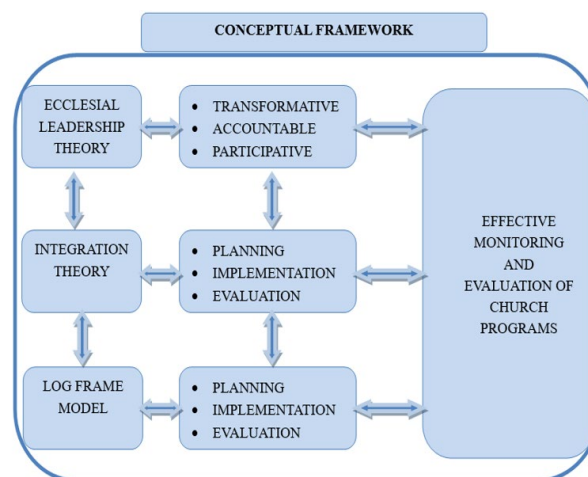 CONCEPTUAL FRAMEWORK
ECCLESIAL
LEADERSHIP
THEORY
• TRANSFORMATIVE
• ACCOUNTABLE
• PARTICIPATIVE
INTEGRATION
THEORY
• PLANNING
• IMPLEMENTATION
• EVALUATION
LOG FRAME
MODEL
• PLANNING
• IMPLEMENTATION
• EVALUATION
EFFECTIVE
MONITORING
AND
EVALUATION OF
CHURCH
PROGRAMS